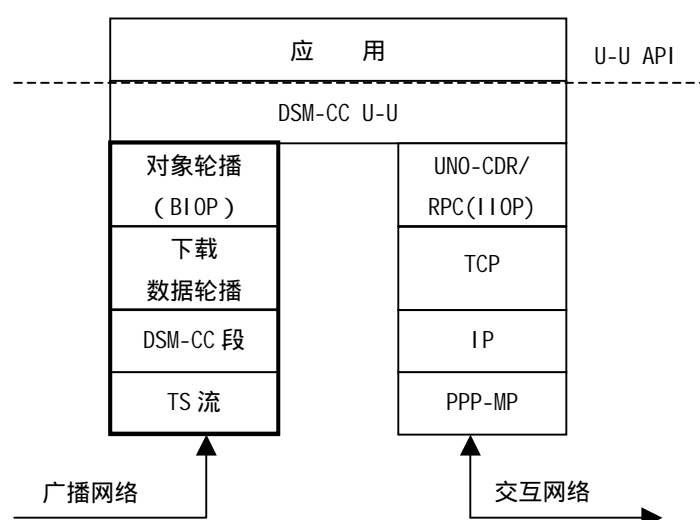 应 用
U-U API
DSM-CC U-U
对象轮播
（BIOP）
下载
数据轮播
DSM-CC 段
TS 流
UNO-CDR/
RPC(IIOP)
TCP
IP
PPP-MP
广播网络
交互网络